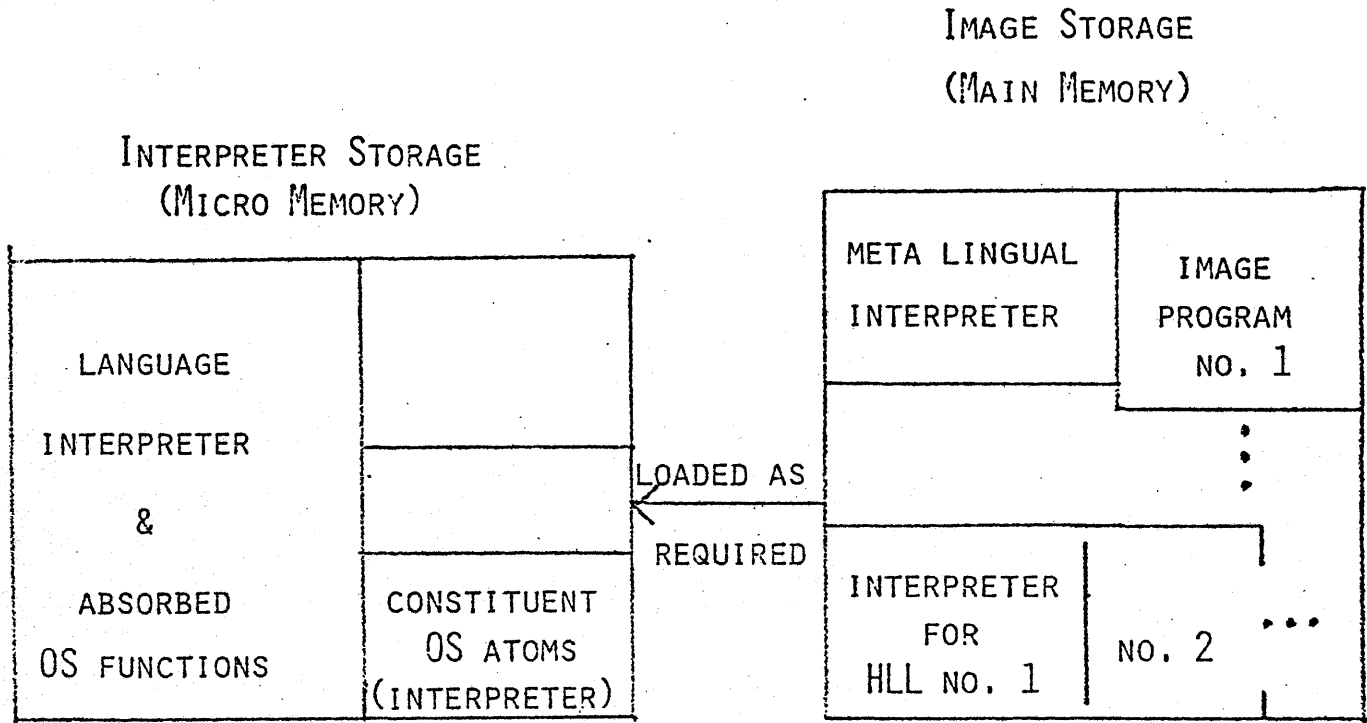 IMAGE STORAGE
(MAIN MEMORY)
INTERPRETER STORAGE
(MICRO MEMORY)
LANGUAGE
INTERPRETER
&
ABSORBED
OS FUNCTIONS
CONSTITUENT
OS ATOMS
(INTERPRETER)
LOADED AS
REQUIRED
META LINGUAL
INTERPRETER
IMAGE
PROGRAM
NO. 1
INTERPRETER
FOR
HLL NO. 1
NO. 2